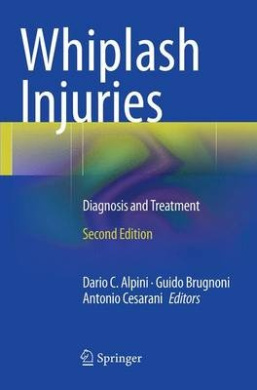 Whiplash
Injuries
Diagnosis and Treatment
Second Edition
Dario C. Alpini · Guido Brugnoni
Antonio Cesarani Editors
Springer